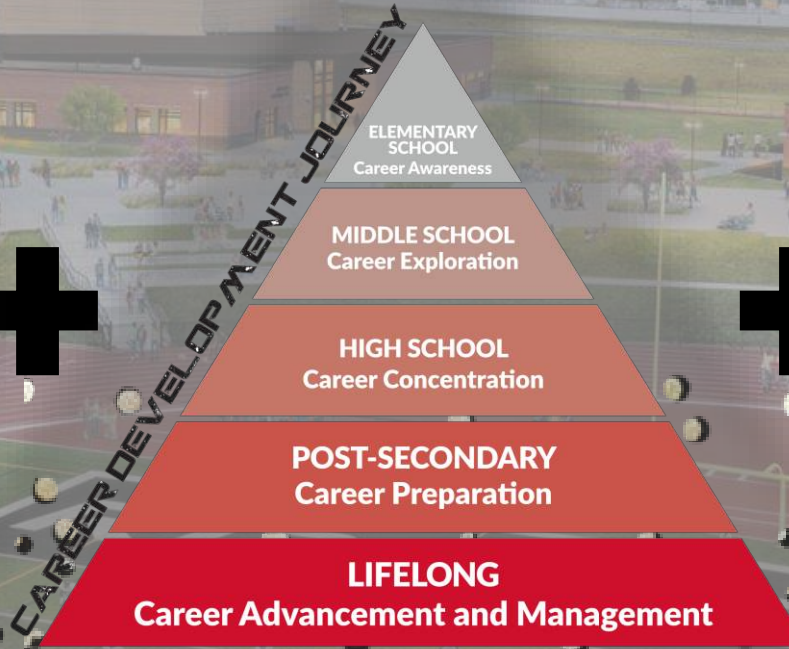 CAREER DEVELOPMENT JOURNEY
ELEMENTARY
SCHOOL
Career Awareness
MIDDLE SCHOOL
Career Exploration
HIGH SCHOOL
Career Concentration
POST-SECONDARY
Career Preparation
LIFELONG
Career Advancement and Management